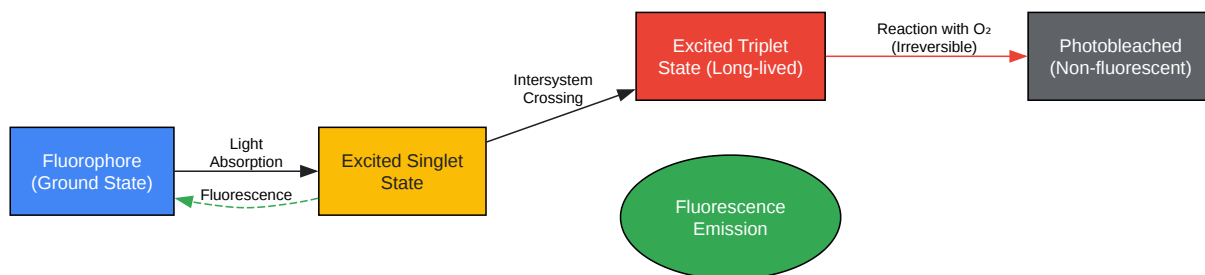 Fluorophore
(Ground State)
Light
Absorption
Fluorescence
Excited Singlet
State
Intersystem
Crossing
Excited Triplet
State (Long-lived)
Reaction with O₂
(Irreversible)
Photobleached
(Non-fluorescent)
Fluorescence
Emission